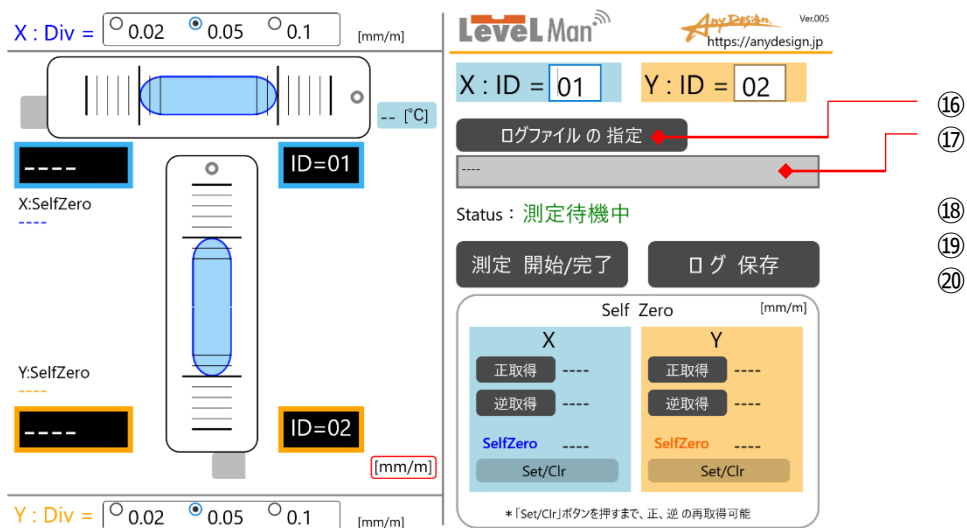 X : Div =
0.02
0.05
0.1
[mm/m]
-- [℃]
----
ID=01
X:SelfZero
----
Y:SelfZero
----
----
ID=02
[mm/m]
Y : Div =
0.02
0.05
0.1
[mm/m]
LeveL Man
AnyDesign
Ver.005
https://anydesign.jp
X : ID = 01
Y : ID = 02
ログファイル の 指定
----
Status : 測定待機中
測定 開始/完了
ログ 保存
Self Zero
[mm/m]
X
正取得 ----
逆取得 ----
SelfZero ----
Set/Clr
Y
正取得 ----
逆取得 ----
SelfZero ----
Set/Clr
*「Set/Clr」ボタンを押すまで、正、逆 の再取得可能
⑯
⑰
⑱
⑲
⑳